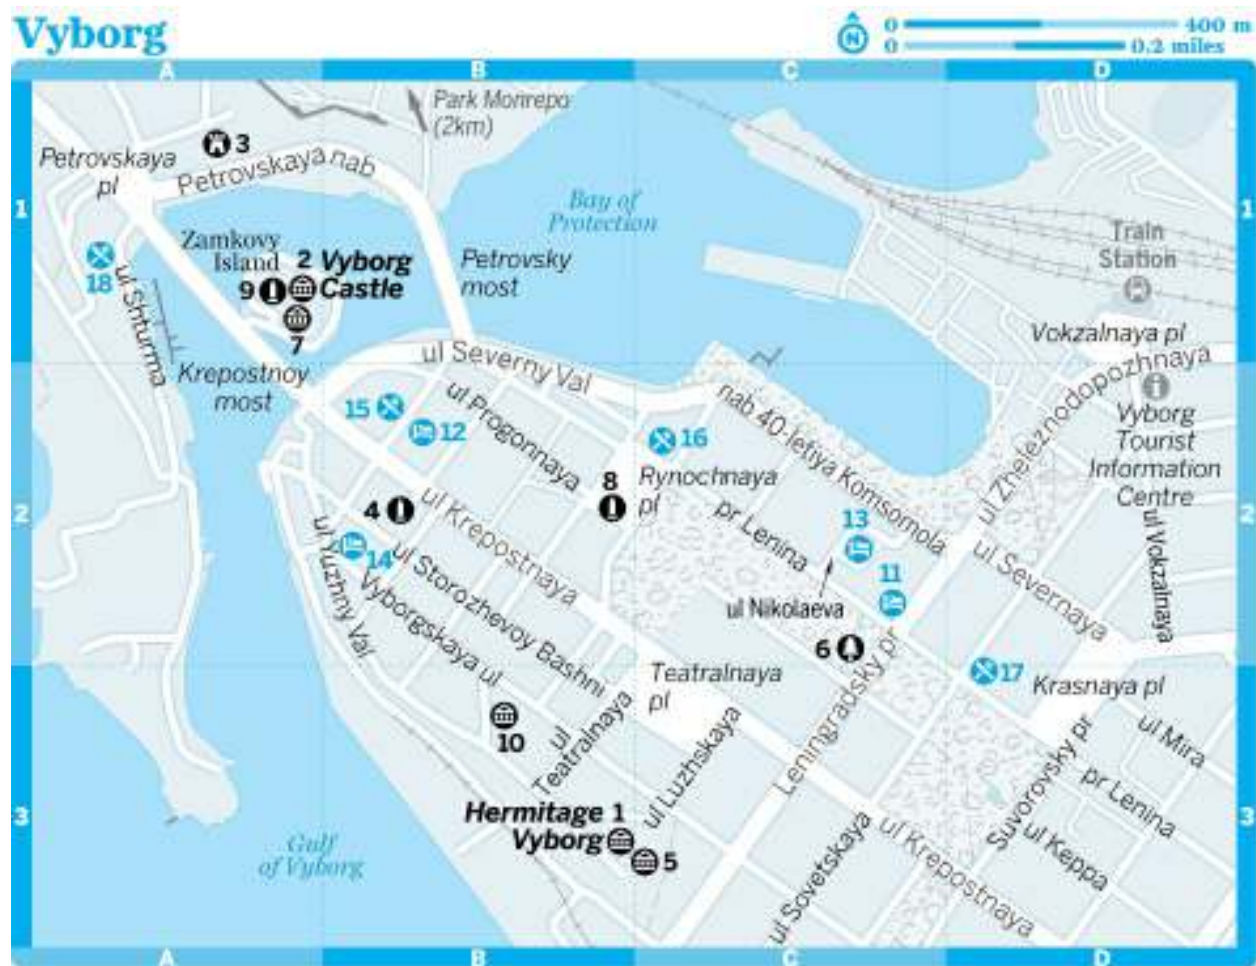 Vyborg
N
0 400 m
0 0.2 miles
A B C D
1
1
2
2
3
3
A B C D
Park Monrepo
(2km)
3
Petrovskaya
pl
Petrovskaya nab
Bay of
Protection
Zamkovy
Island
2 Vyborg
Castle
9
7
18
ul Shturma
Petrovsky
most
Train
Station
Vokzalnaya pl
Krepostnoy
most
ul Severny Val
ul Zheleznodopozhnaya
15
12
ul Progonnaya
16
nab 40-letiya Komsomola
Vyborg
Tourist
Information
Centre
8
Rynochnaya
pl
4
ul Krepostnaya
pr Lenina
13
14
ul Storozhevoy Bashni
ul Yuzhny Val
Vyborgskaya ul
11
ul Nikolaeva
ul Severnaya
ul Vokzalnaya
6
Teatralnaya
pl
17
Krasnaya pl
10
ul
Teatralnaya
ul Luzhskaya
Leningradsky pr
Suvorovsky pr
ul Mira
pr Lenina
Hermitage 1
Vyborg
5
ul Sovetskaya
ul Krepostnaya
ul Keppa
Gulf
of Vyborg